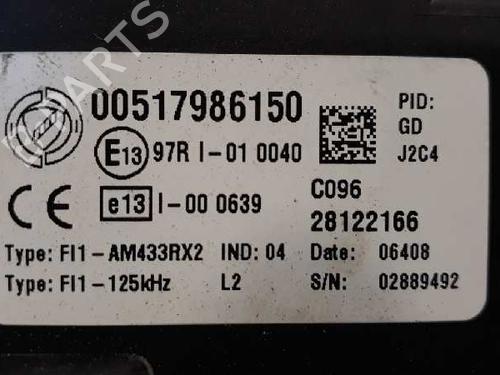 00517986150
PID:
GD
J2C4
E13 97R I-01 0040
CE e13 I-00 0639
C096
28122166
Type: FI1-AM433RX2 IND: 04 Date: 06408
Type: FI1-125kHz L2 S/N: 02889492
B-PARTS